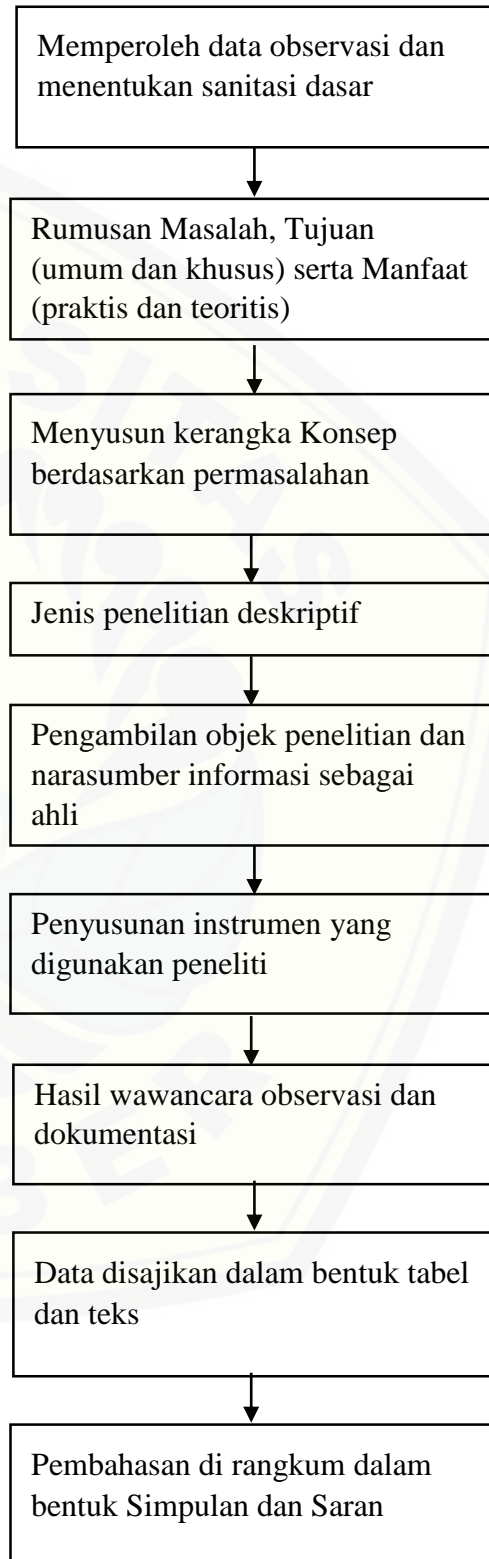 Memperoleh data observasi dan
menentukan sanitasi dasar
Rumusan Masalah, Tujuan
(umum dan khusus) serta Manfaat
(praktis dan teoritis)
Menyusun kerangka Konsep
berdasarkan permasalahan
Jenis penelitian deskriptif
Pengambilan objek penelitian dan
narasumber informasi sebagai
ahli
Penyusunan instrumen yang
digunakan peneliti
Hasil wawancara observasi dan
dokumentasi
Data disajikan dalam bentuk tabel
dan teks
Pembahasan di rangkum dalam
bentuk Simpulan dan Saran